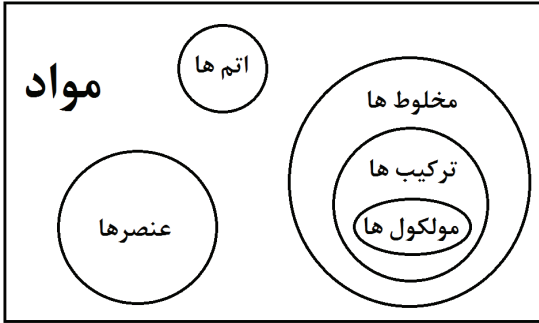 مواد
اتم ها
مخلوط ها
ترکیب ها
مولکول ها
عنصرها